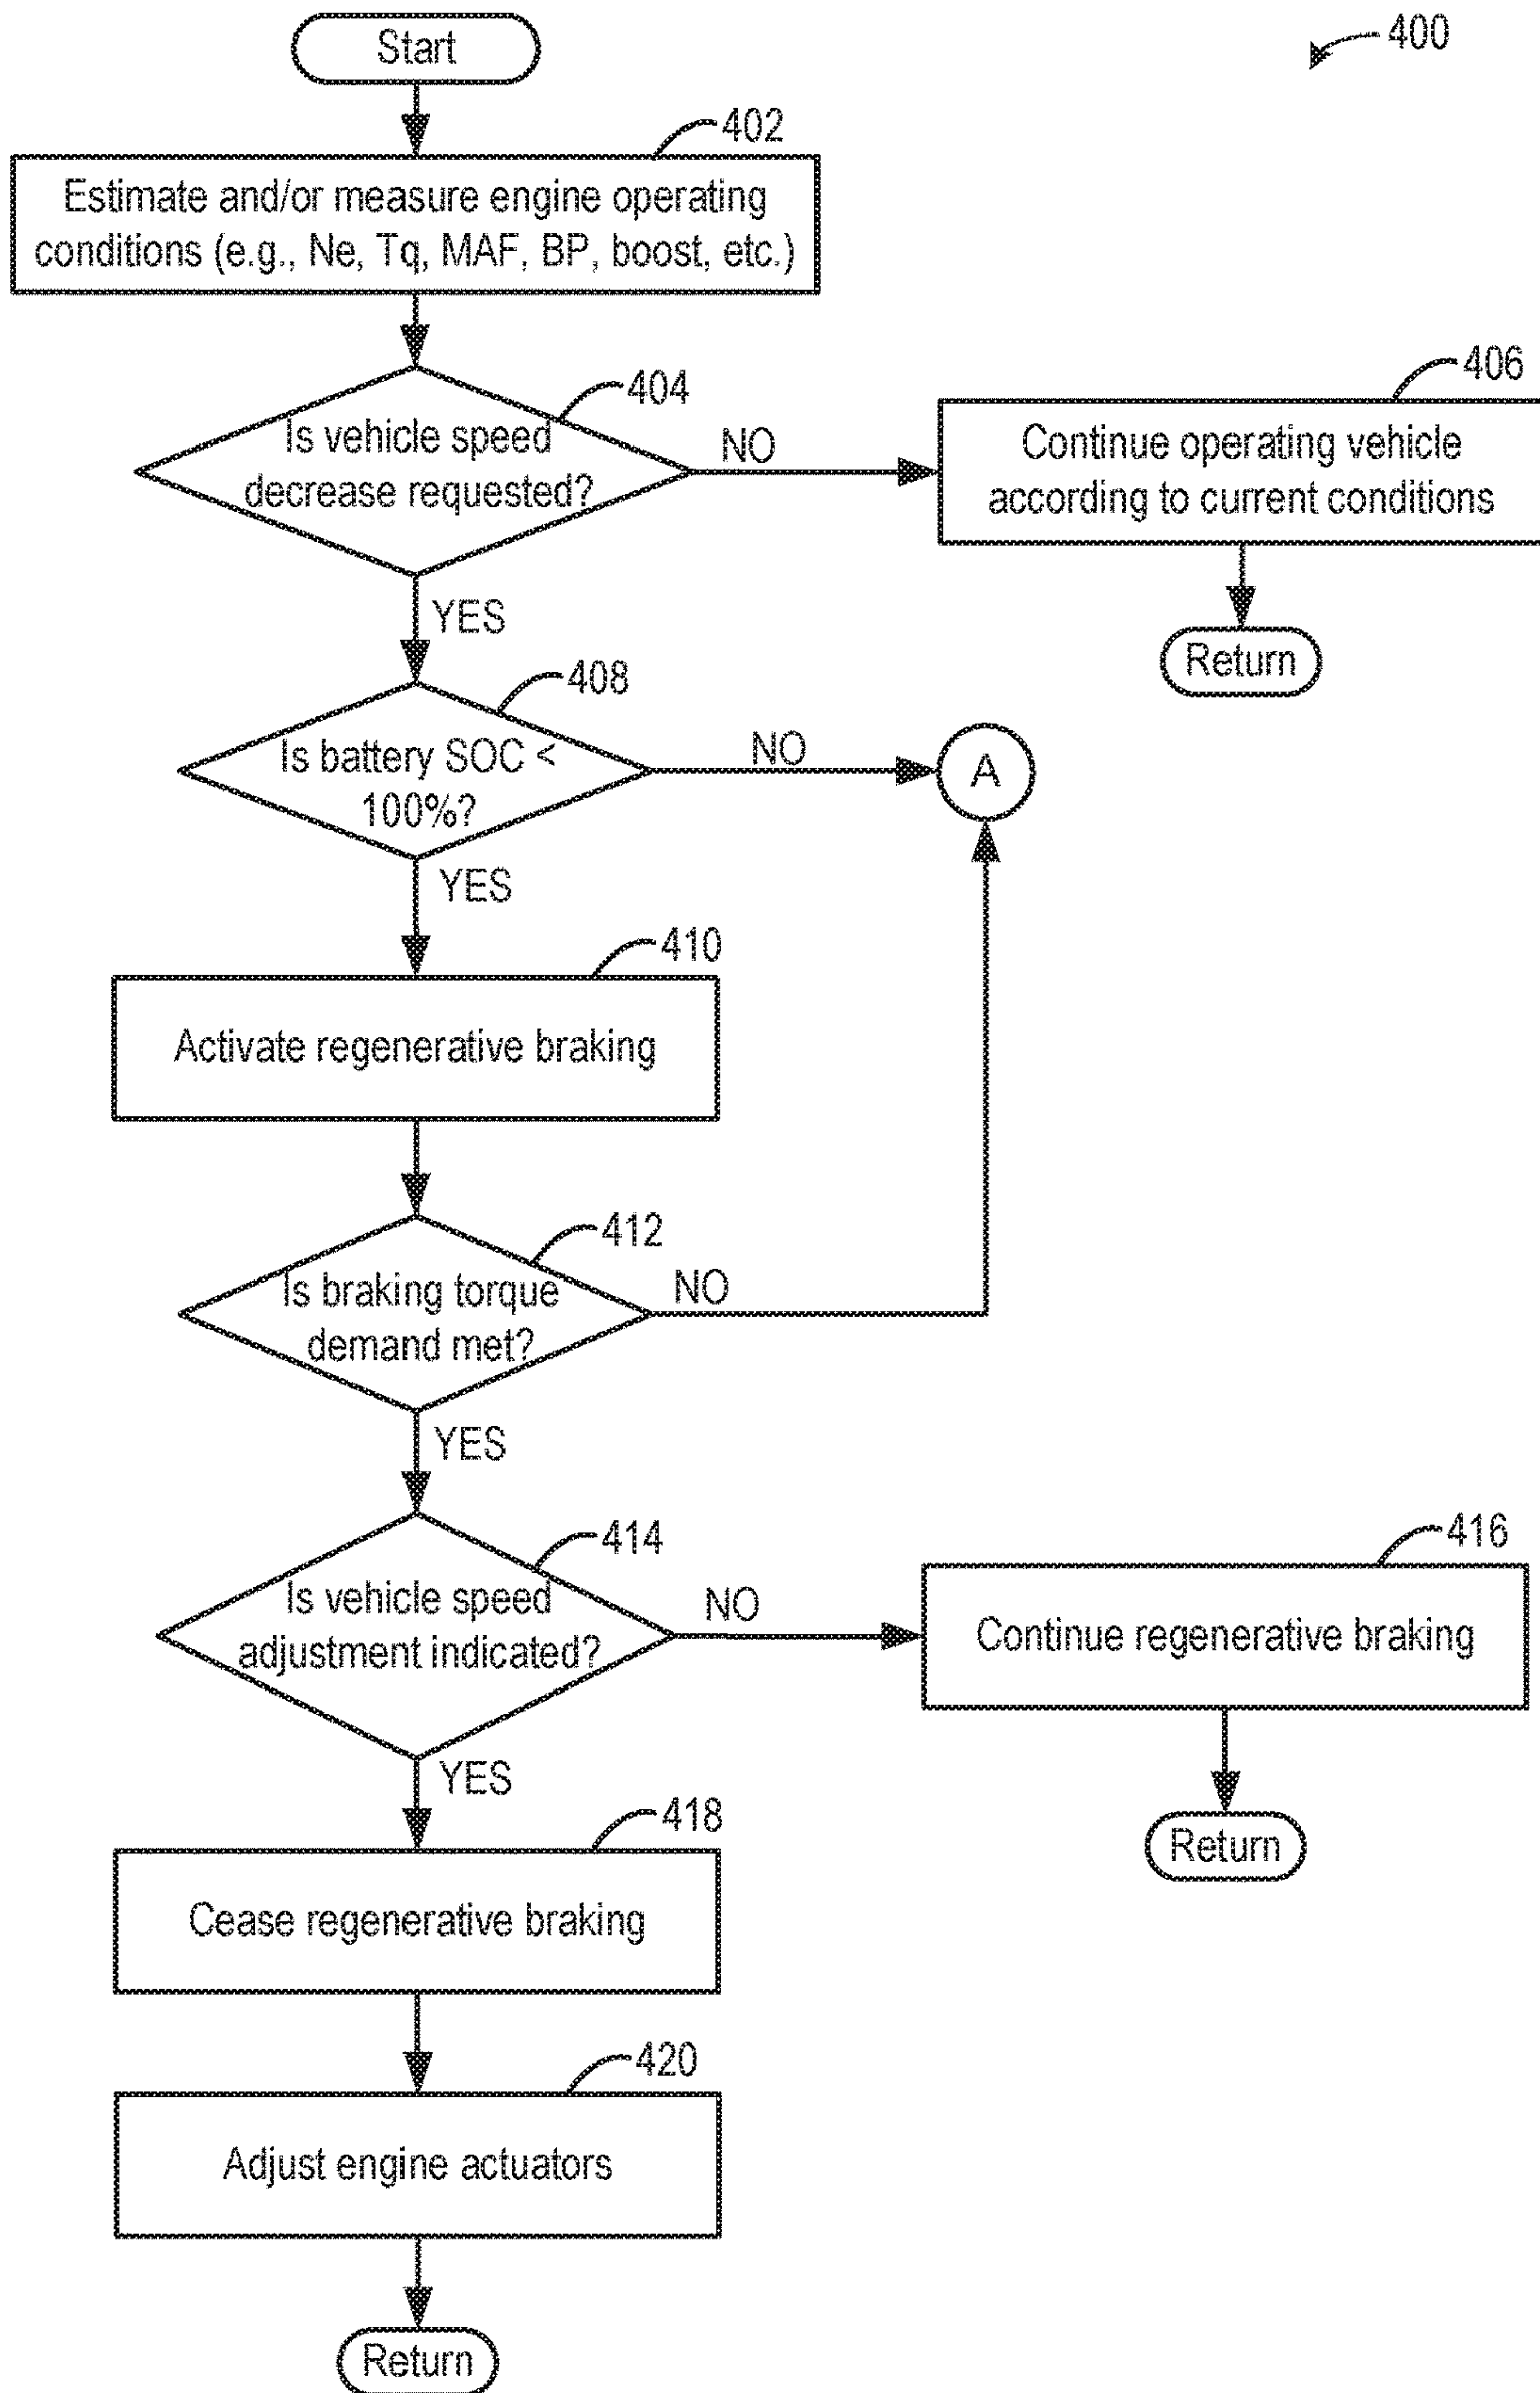 Start
400
402
Estimate and/or measure engine operating
conditions (e.g., Ne, Tq, MAF, BP, boost, etc.)
404
Is vehicle speed
decrease requested?
NO
406
Continue operating vehicle
according to current conditions
Return
YES
408
Is battery SOC <
100%?
NO
A
YES
410
Activate regenerative braking
412
Is braking torque
demand met?
NO
YES
414
Is vehicle speed
adjustment indicated?
NO
416
Continue regenerative braking
Return
YES
418
Cease regenerative braking
420
Adjust engine actuators
Return